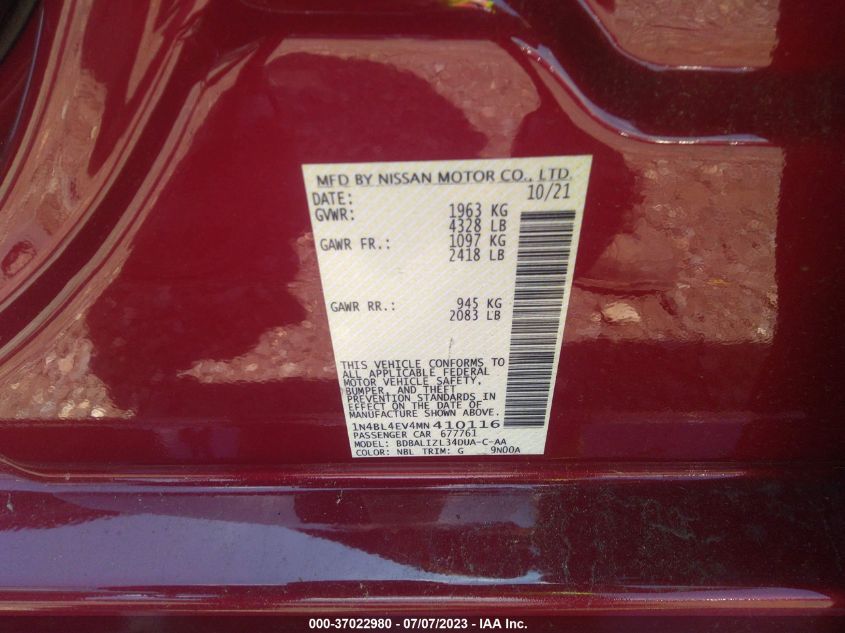 MFD BY NISSAN MOTOR CO., LTD.
DATE: 10/21
GVWR: 1963 KG
4328 LB
GAWR FR.: 1097 KG
2418 LB
GAWR RR.: 945 KG
2083 LB
THIS VEHICLE CONFORMS TO
ALL APPLICABLE FEDERAL
MOTOR VEHICLE SAFETY,
BUMPER, AND THEFT
PREVENTION STANDARDS IN
EFFECT ON THE DATE OF
MANUFACTURE SHOWN ABOVE.
1N4BL4EV4MN410116
PASSENGER CAR 677761
MODEL: BDBALIZL34DUA-C-AA
COLOR: NBL TRIM: G 9N00A
000-37022980 - 07/07/2023 - IAA Inc.